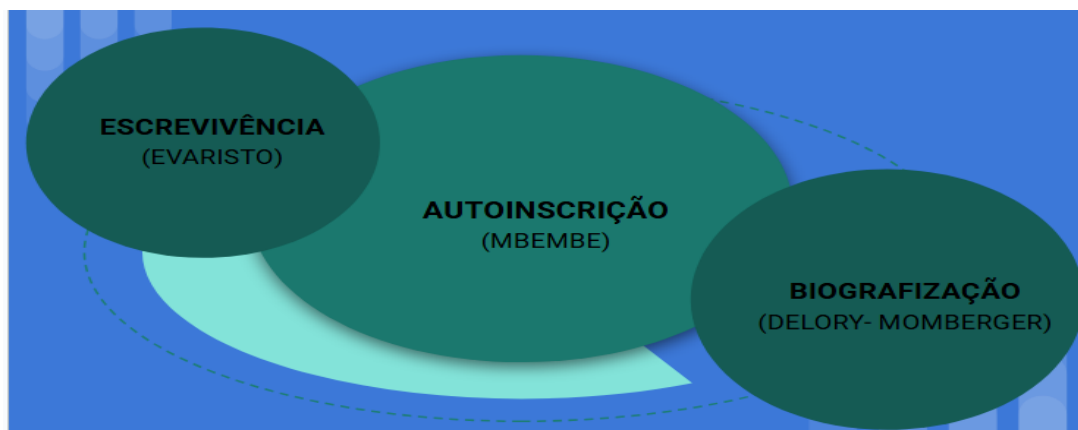 ESCREVIVÊNCIA
(EVARISTO)
AUTOINSCRIÇÃO
(MBEMBE)
BIOGRAFIZAÇÃO
(DELORY- MOMBERGER)